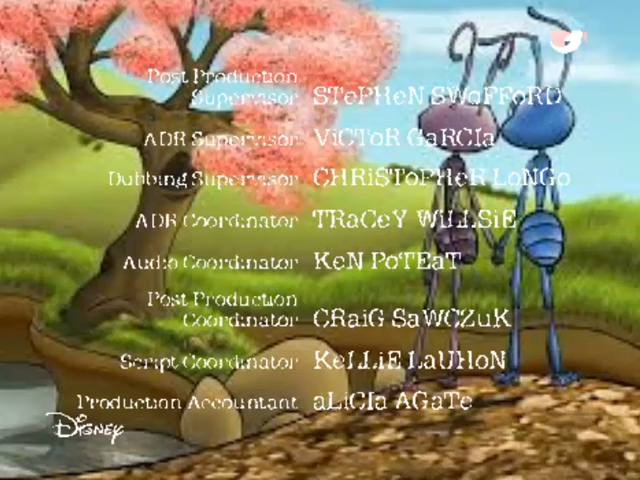 Post Production
Supervisor STePHeN SWoFFoRD
ADR Supervisor ViCToR GaRCIa
Dubbing Supervisor CHRiSToPHeR LoNGo
ADR Coordinator TRaCeY WiLLSiE
Audio Coordinator KeN PoTEaT
Post Production
Coordinator CRaiG SaWCZuK
Script Coordinator KeLLiE LaUHoN
Production Accountant aLiCIa AGaTe
Disney